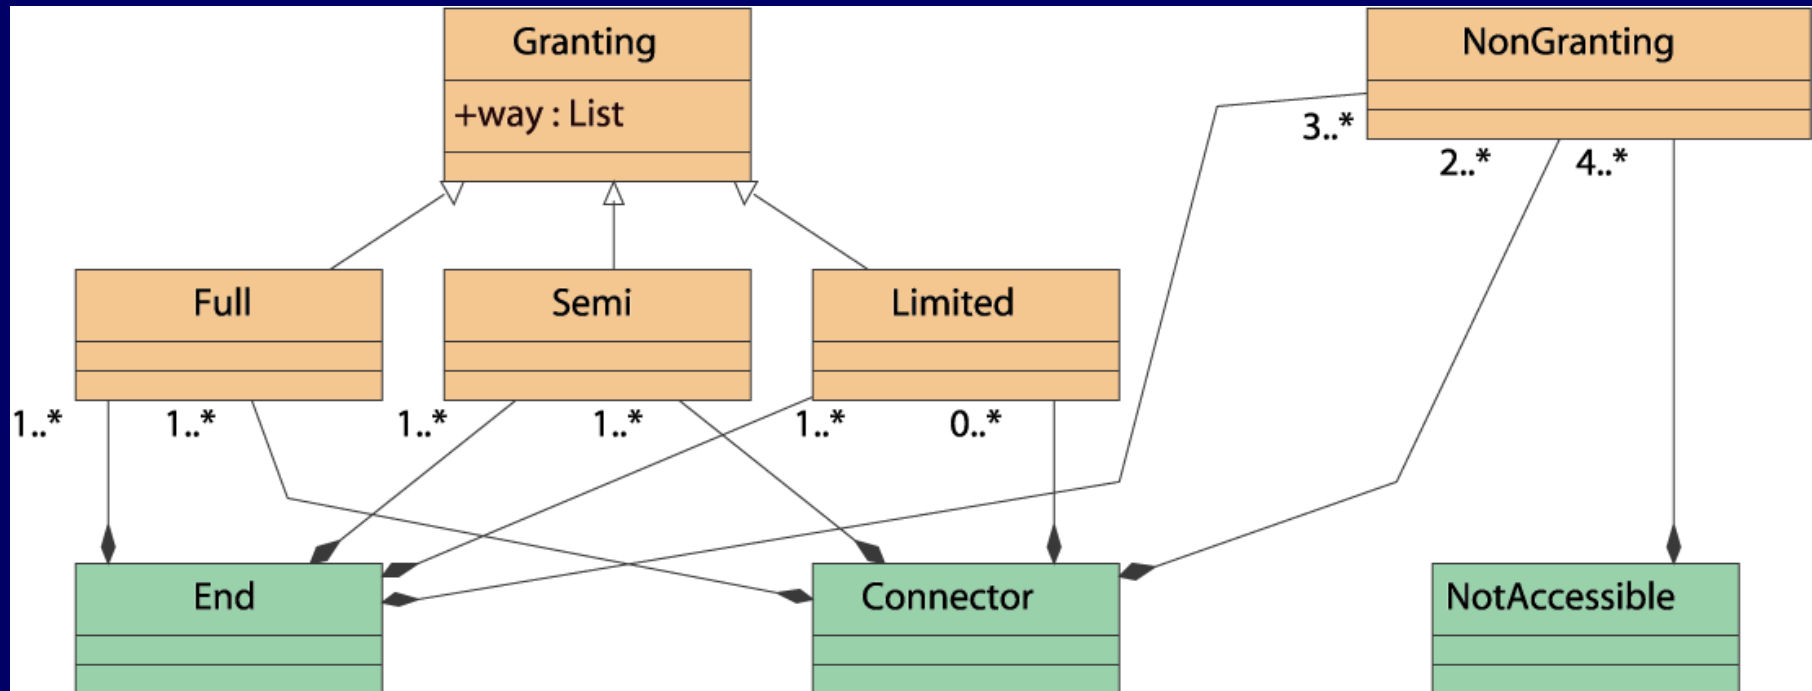 Granting
NonGranting
+way : List
3..*
2..*
4..*
Full
Semi
Limited
1..*
1..*
1..*
1..*
1..*
0..*
End
Connector
NotAccessible